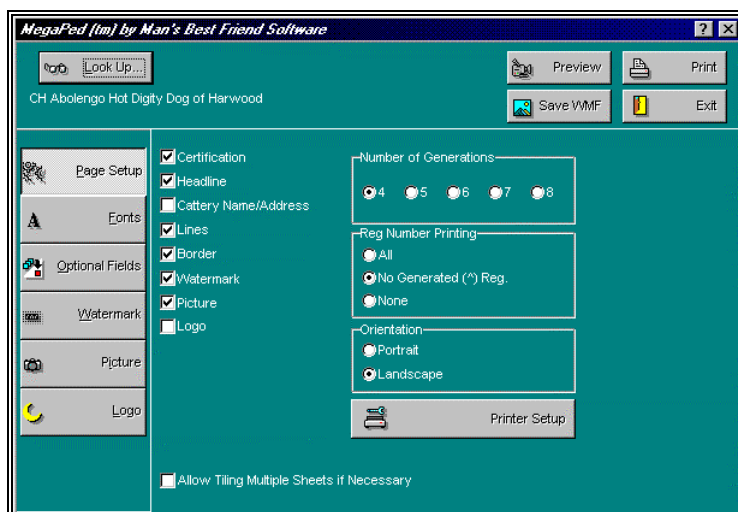 MegaPed (tm) by Man's Best Friend Software
Look Up...
Preview
Print
CH Abolengo Hot Digity Dog of Harwood
Save WMF
Exit
Page Setup
Fonts
Optional Fields
Watermark
Picture
Logo
Certification
Headline
Cattery Name/Address
Lines
Border
Watermark
Picture
Logo
Number of Generations
4 5 6 7 8
Reg Number Printing
All
No Generated (^) Reg.
None
Orientation
Portrait
Landscape
Printer Setup
Allow Tiling Multiple Sheets if Necessary